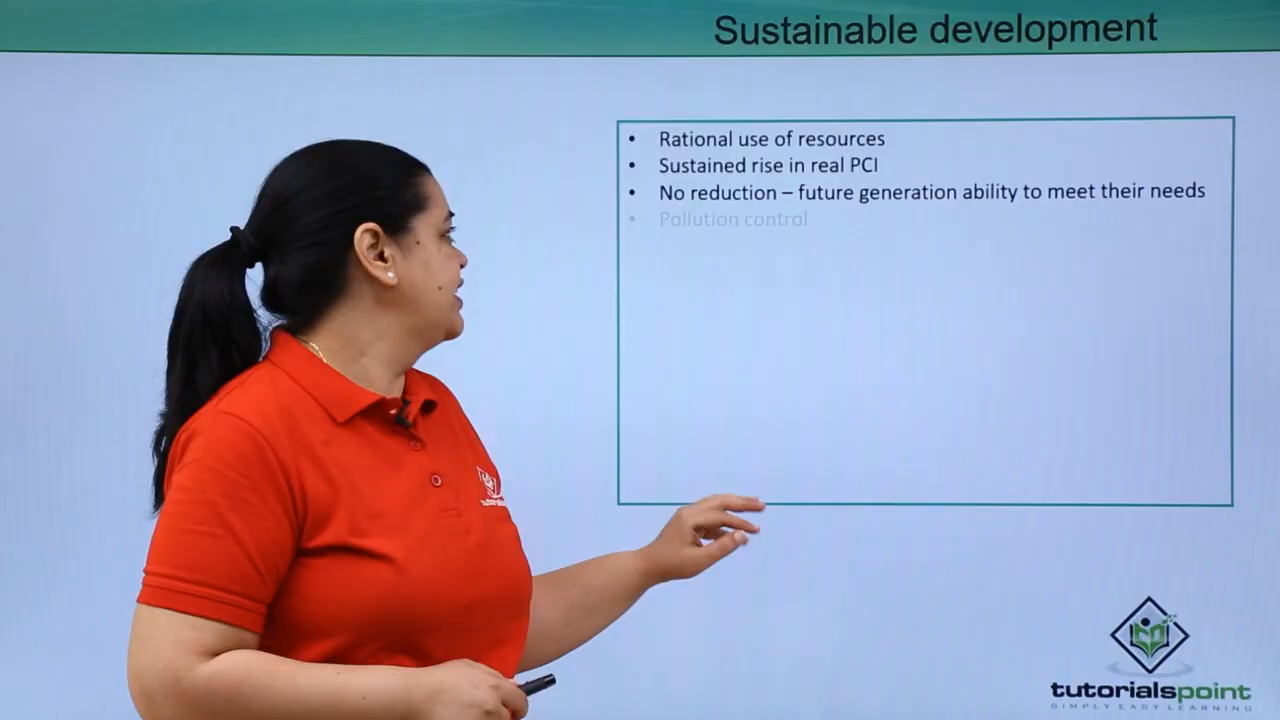 Sustainable development
• Rational use of resources
• Sustained rise in real PCI
• No reduction – future generation ability to meet their needs
• Pollution control
tutorialspoint
SIMPLY EASY LEARNING